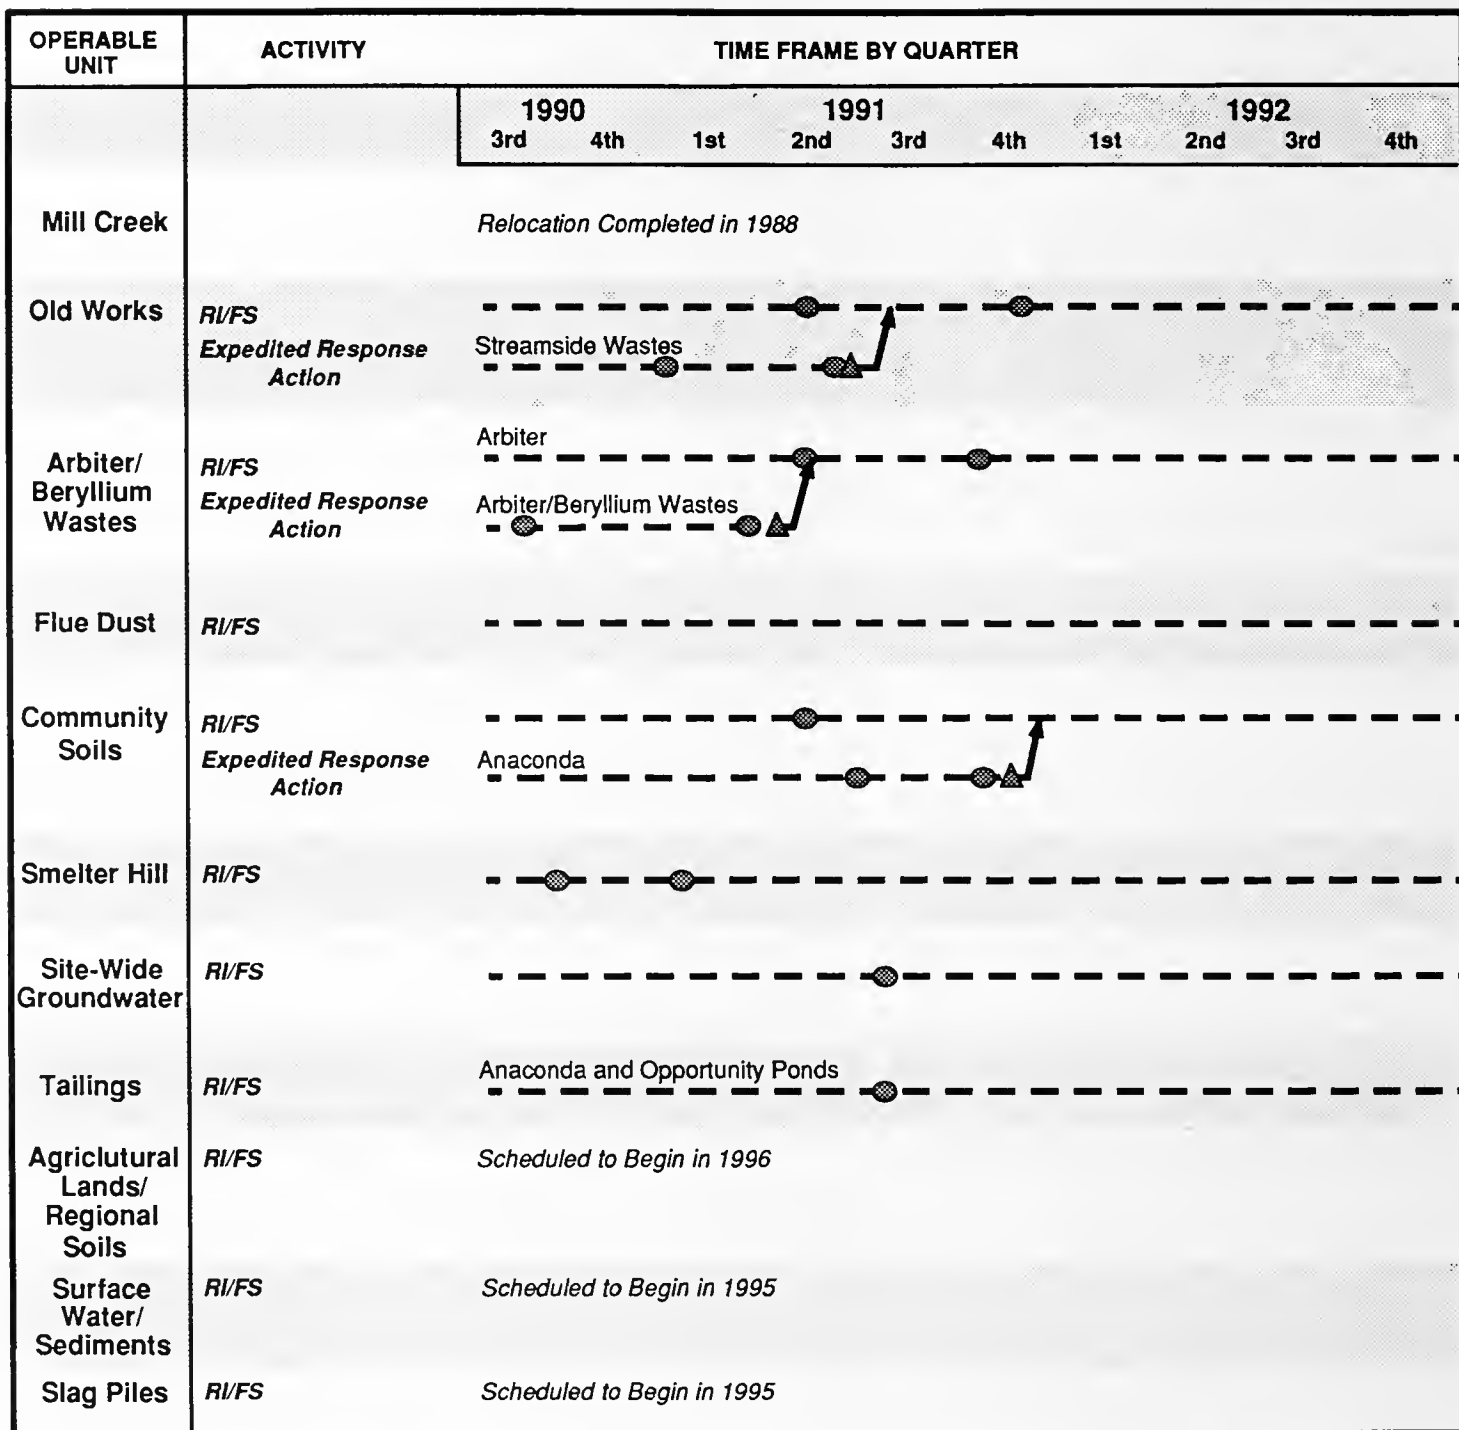 OPERABLE
UNIT
ACTIVITY
TIME FRAME BY QUARTER
1990 1991 1992
3rd 4th 1st 2nd 3rd 4th 1st 2nd 3rd 4th
Mill Creek
Relocation Completed in 1988
Old Works
RI/FS
Expedited Response
Action
Streamside Wastes
Arbiter/
Beryllium
Wastes
RI/FS
Expedited Response
Action
Arbiter
Arbiter/Beryllium Wastes
Flue Dust
RI/FS
Community
Soils
RI/FS
Expedited Response
Action
Anaconda
Smelter Hill
RI/FS
Site-Wide
Groundwater
RI/FS
Tailings
RI/FS
Anaconda and Opportunity Ponds
Agriclutural
Lands/
Regional
Soils
RI/FS
Scheduled to Begin in 1996
Surface
Water/
Sediments
RI/FS
Scheduled to Begin in 1995
Slag Piles
RI/FS
Scheduled to Begin in 1995